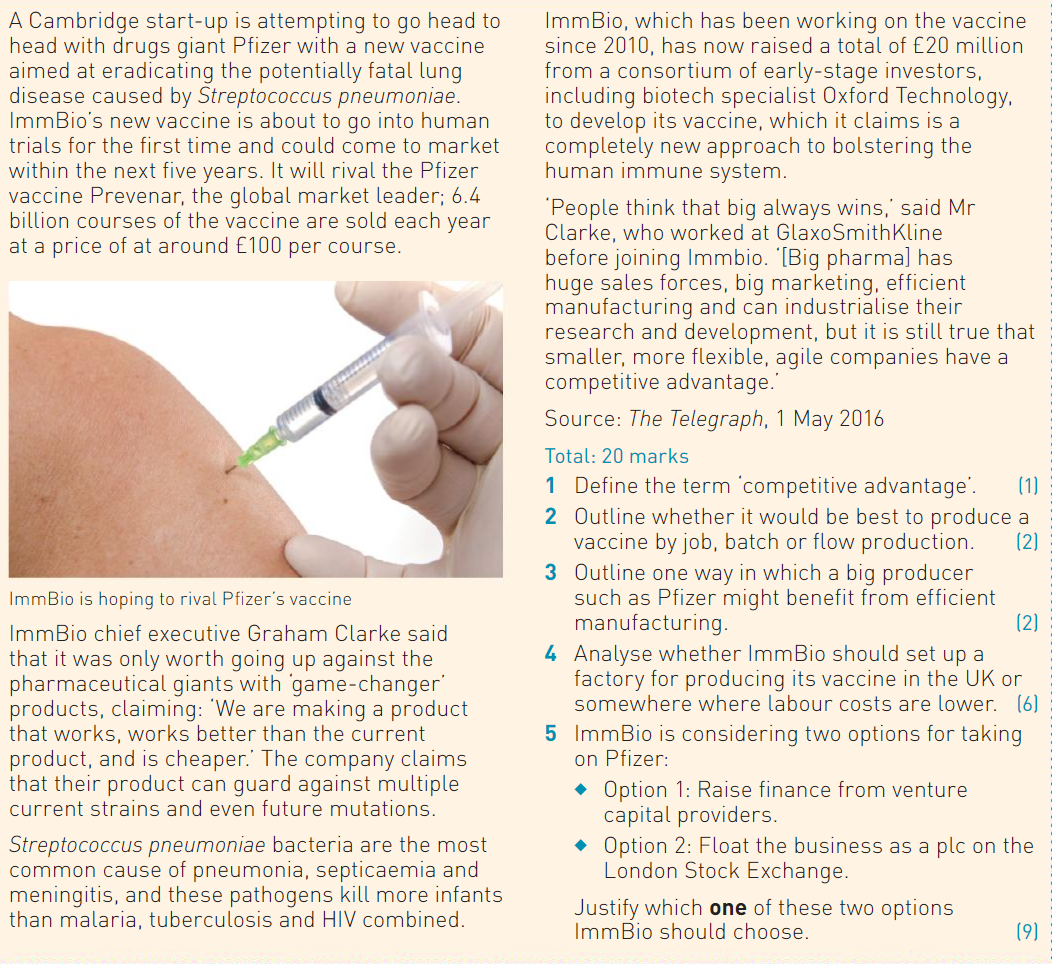 A Cambridge start-up is attempting to go head to
head with drugs giant Pfizer with a new vaccine
aimed at eradicating the potentially fatal lung
disease caused by Streptococcus pneumoniae.
ImmBio's new vaccine is about to go into human
trials for the first time and could come to market
within the next five years. It will rival the Pfizer
vaccine Prevenar, the global market leader; 6.4
billion courses of the vaccine are sold each year
at a price of at around £100 per course.
ImmBio is hoping to rival Pfizer's vaccine
ImmBio chief executive Graham Clarke said
that it was only worth going up against the
pharmaceutical giants with ‘game-changer’
products, claiming: ‘We are making a product
that works, works better than the current
product, and is cheaper.’ The company claims
that their product can guard against multiple
current strains and even future mutations.
Streptococcus pneumoniae bacteria are the most
common cause of pneumonia, septicaemia and
meningitis, and these pathogens kill more infants
than malaria, tuberculosis and HIV combined.
ImmBio, which has been working on the vaccine
since 2010, has now raised a total of £20 million
from a consortium of early-stage investors,
including biotech specialist Oxford Technology,
to develop its vaccine, which it claims is a
completely new approach to bolstering the
human immune system.
‘People think that big always wins,’ said Mr
Clarke, who worked at GlaxoSmithKline
before joining Immbio. ‘[Big pharma] has
huge sales forces, big marketing, efficient
manufacturing and can industrialise their
research and development, but it is still true that
smaller, more flexible, agile companies have a
competitive advantage.’
Source: The Telegraph, 1 May 2016
Total: 20 marks
1 Define the term ‘competitive advantage’. (1)
2 Outline whether it would be best to produce a
vaccine by job, batch or flow production. (2)
3 Outline one way in which a big producer
such as Pfizer might benefit from efficient
manufacturing. (2)
4 Analyse whether ImmBio should set up a
factory for producing its vaccine in the UK or
somewhere where labour costs are lower. (6)
5 ImmBio is considering two options for taking
on Pfizer:
◆ Option 1: Raise finance from venture
capital providers.
◆ Option 2: Float the business as a plc on the
London Stock Exchange.
Justify which one of these two options
ImmBio should choose. (9)